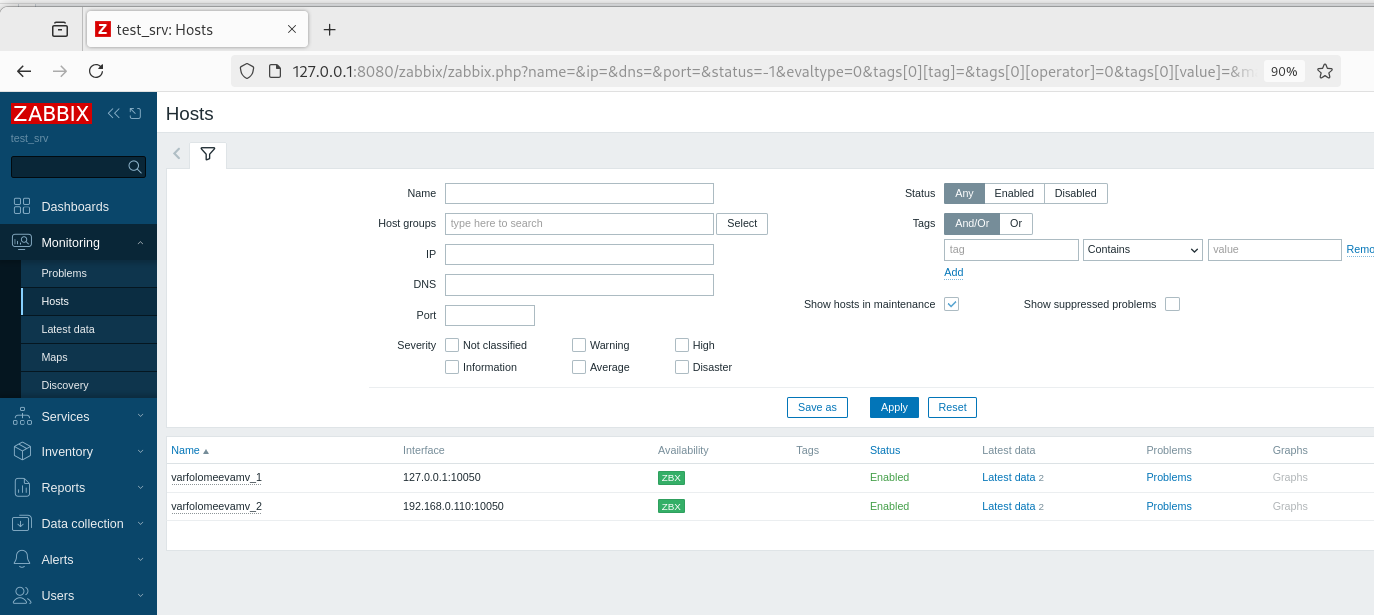 test_srv: Hosts
127.0.0.1:8080/zabbix/zabbix.php?name=&ip=&dns=&port=&status=-1&evaltype=0&tags[0][tag]=&tags[0][operator]=0&tags[0][value]=&m 90%
ZABBIX
test_srv
Dashboards
Monitoring
Problems
Hosts
Latest data
Maps
Discovery
Services
Inventory
Reports
Data collection
Alerts
Users
Hosts
Name
Host groups type here to search Select
IP
DNS
Port
Severity Not classified Warning High
Information Average Disaster
Status Any Enabled Disabled
Tags And/Or Or
tag Contains value Remo
Add
Show hosts in maintenance Show suppressed problems
Save as Apply Reset
Name Interface Availability Tags Status Latest data Problems Graphs
varfolomeevamv_1 127.0.0.1:10050 ZBX Enabled Latest data 2 Problems Graphs
varfolomeevamv_2 192.168.0.110:10050 ZBX Enabled Latest data 2 Problems Graphs